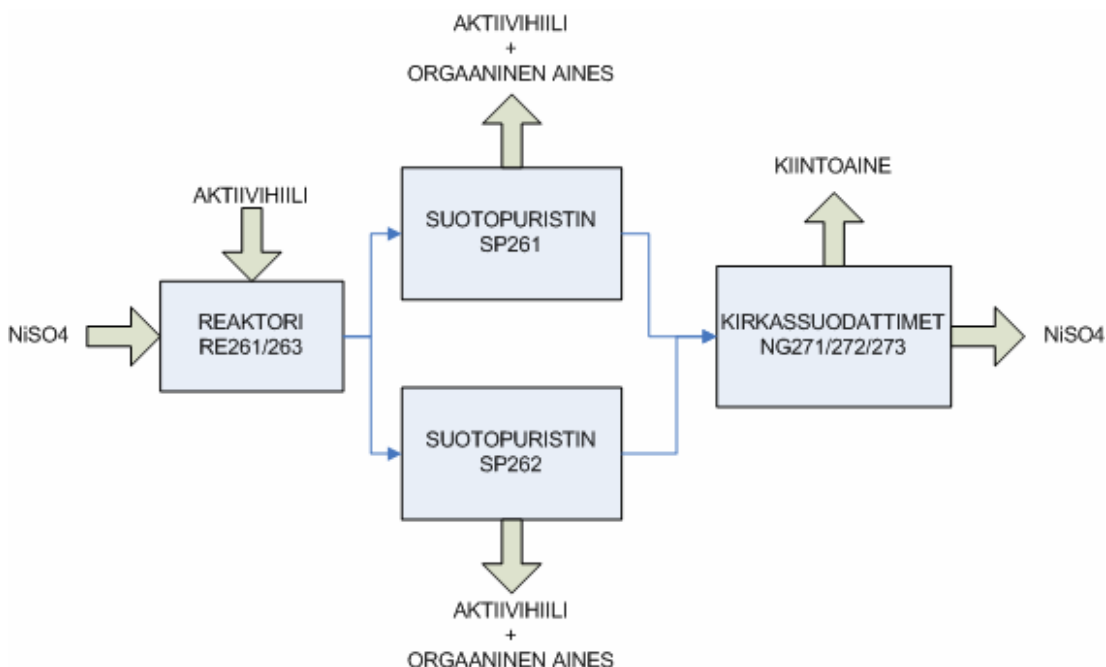 AKTIIVIHIILI
+
ORGAANINEN AINES
KIINTOAINE
AKTIIVIHIILI
SUOTOPURISTIN
SP261
NiSO4
REAKTORI
RE261/263
KIRKASSUODATTIMET
NG271/272/273
NiSO4
SUOTOPURISTIN
SP262
AKTIIVIHIILI
+
ORGAANINEN AINES